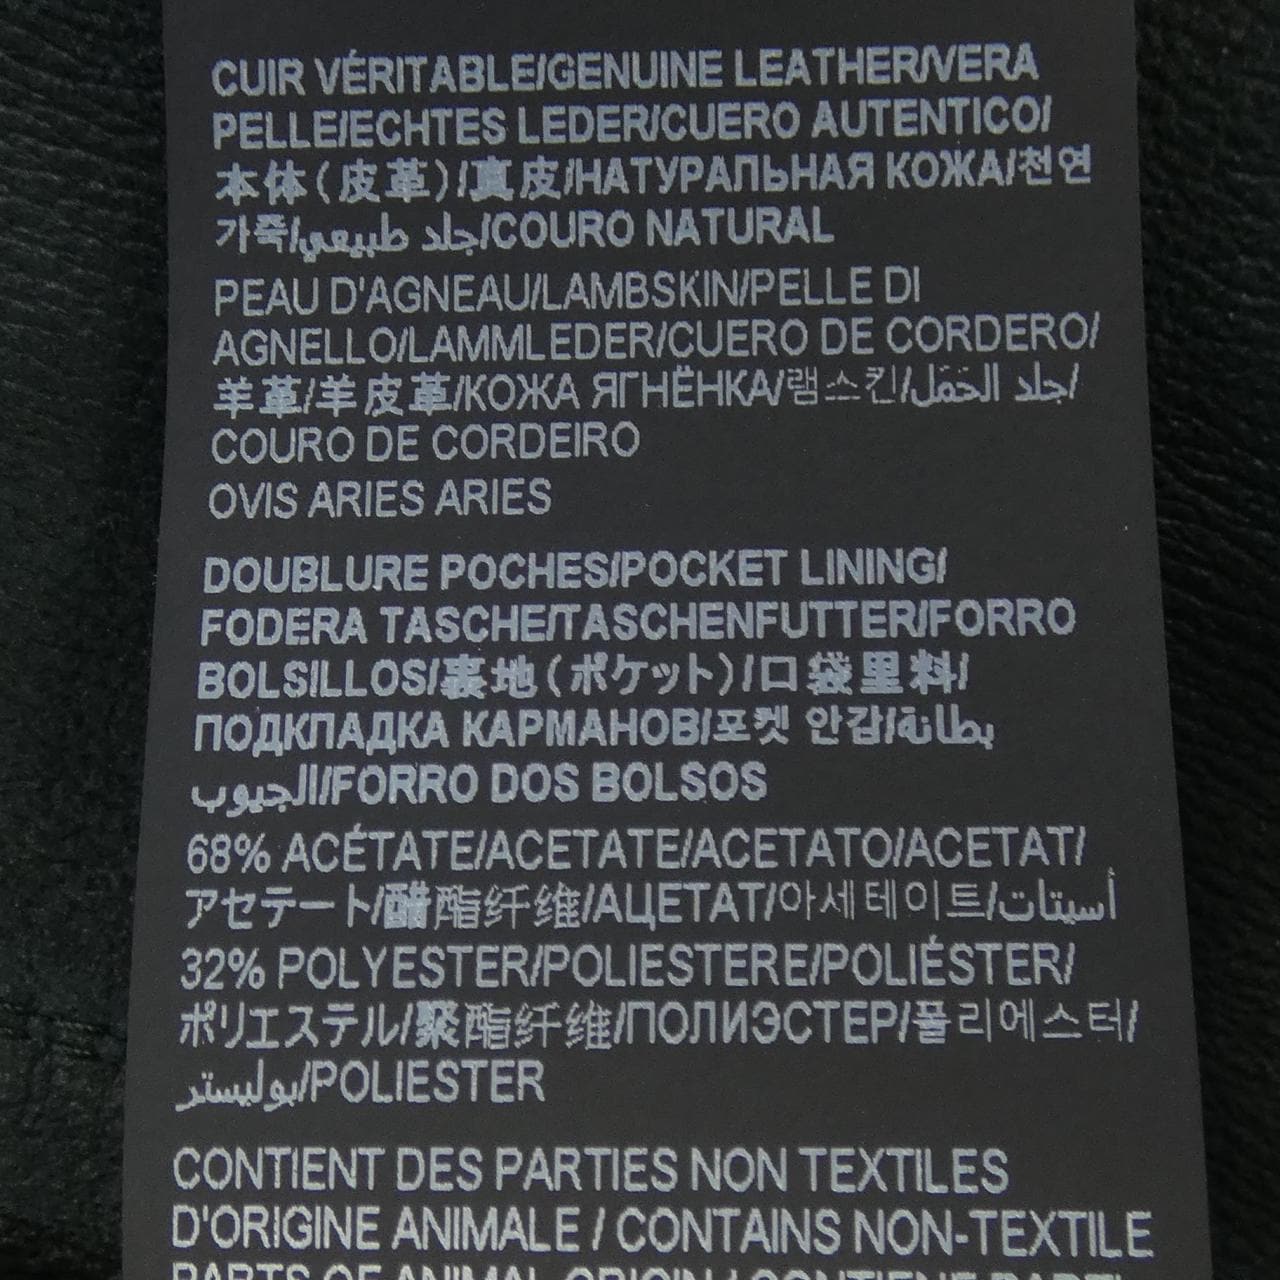 CUIR VÉRITABLE/GENUINE LEATHER/VERA
PELLE/ECHTES LEDER/CUERO AUTENTICO/
本体(皮革)/真皮/НАТУРАЛЬНАЯ КОЖА/천연
가죽/جلد طبيعي/COURO NATURAL
PEAU D'AGNEAU/LAMBSKIN/PELLE DI
AGNELLO/LAMMLEDER/CUERO DE CORDERO/
羊革/羊皮革/КОЖА ЯГНЁНКА/램스킨/جلد الحَمَل/
COURO DE CORDEIRO
OVIS ARIES ARIES
DOUBLURE POCHES/POCKET LINING/
FODERA TASCHE/TASCHENFUTTER/FORRO
BOLSILLOS/裏地(ポケット)/口袋里料/
ПОДКЛАДКА КАРМАНОВ/포켓 안감/بطانة
الجيوب/FORRO DOS BOLSOS
68% ACÉTATE/ACETATE/ACETATO/ACETAT/
アセテート/醋酯纤维/АЦЕТАТ/아세테이트/أسيتات
32% POLYESTER/POLIESTERE/POLIÉSTER/
ポリエステル/聚酯纤维/ПОЛИЭСТЕР/폴리에스터/
بوليستر/POLIESTER
CONTIENT DES PARTIES NON TEXTILES
D'ORIGINE ANIMALE / CONTAINS NON-TEXTILE
PARTS OF ANIMAL ORIGIN / CONTIENE PARTI